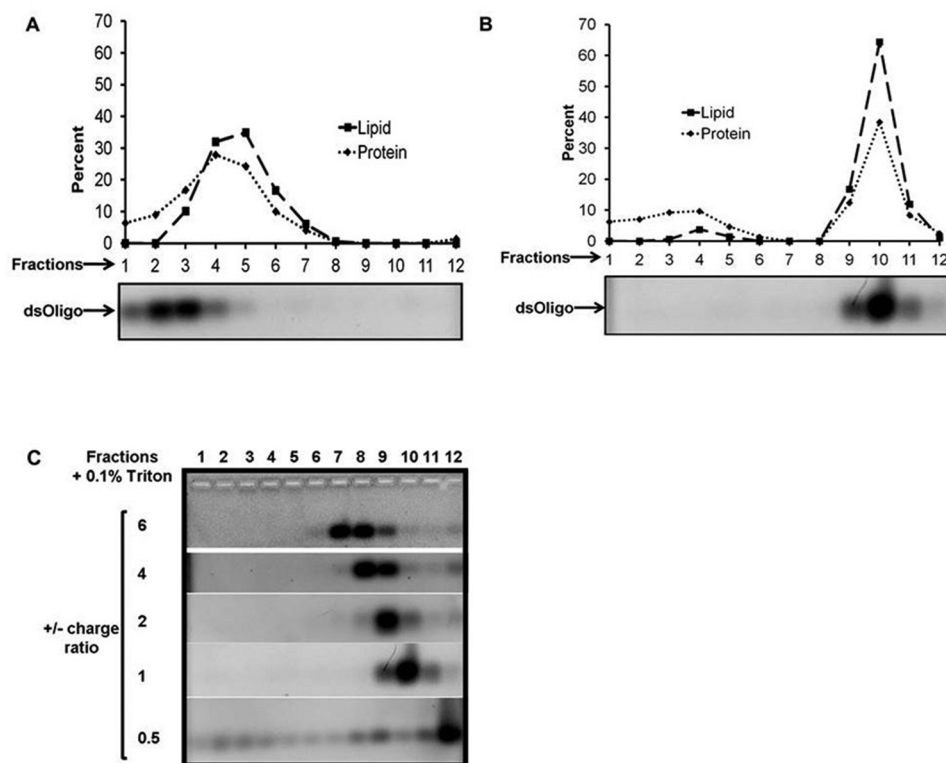 A
70
60
50
40
30
20
10
0
Percent
Lipid
Protein
Fractions
1 2 3 4 5 6 7 8 9 10 11 12
dsOligo
B
70
60
50
40
30
20
10
0
Percent
Lipid
Protein
Fractions
1 2 3 4 5 6 7 8 9 10 11 12
dsOligo
C
Fractions 1 2 3 4 5 6 7 8 9 10 11 12
+ 0.1% Triton
6
4
+/- charge
ratio
2
1
0.5